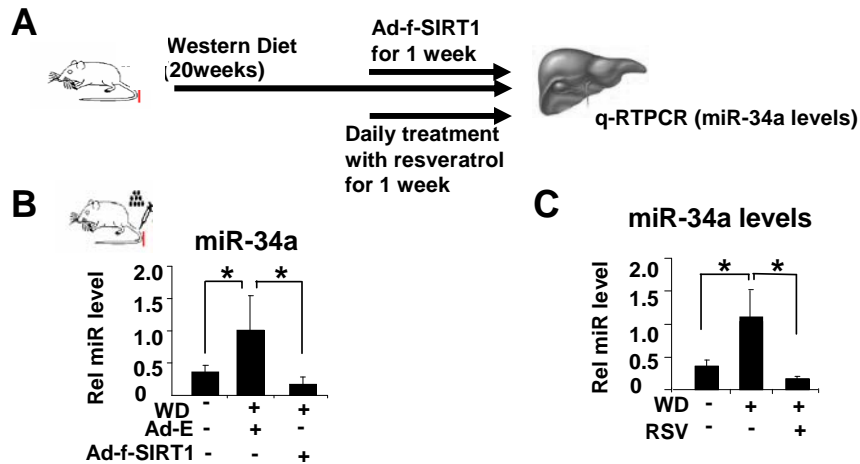 A
Western Diet
(20weeks)
Ad-f-SIRT1
for 1 week
q-RTPCR (miR-34a levels)
Daily treatment
with resveratrol
for 1 week
B
miR-34a
Rel miR level
2.0
1.5
1.0
0.5
0
* *
WD - + +
Ad-E - + -
Ad-f-SIRT1 - - +
C
miR-34a levels
Rel miR level
2.0
1.5
1.0
0.5
0
* *
WD - + +
RSV - - +